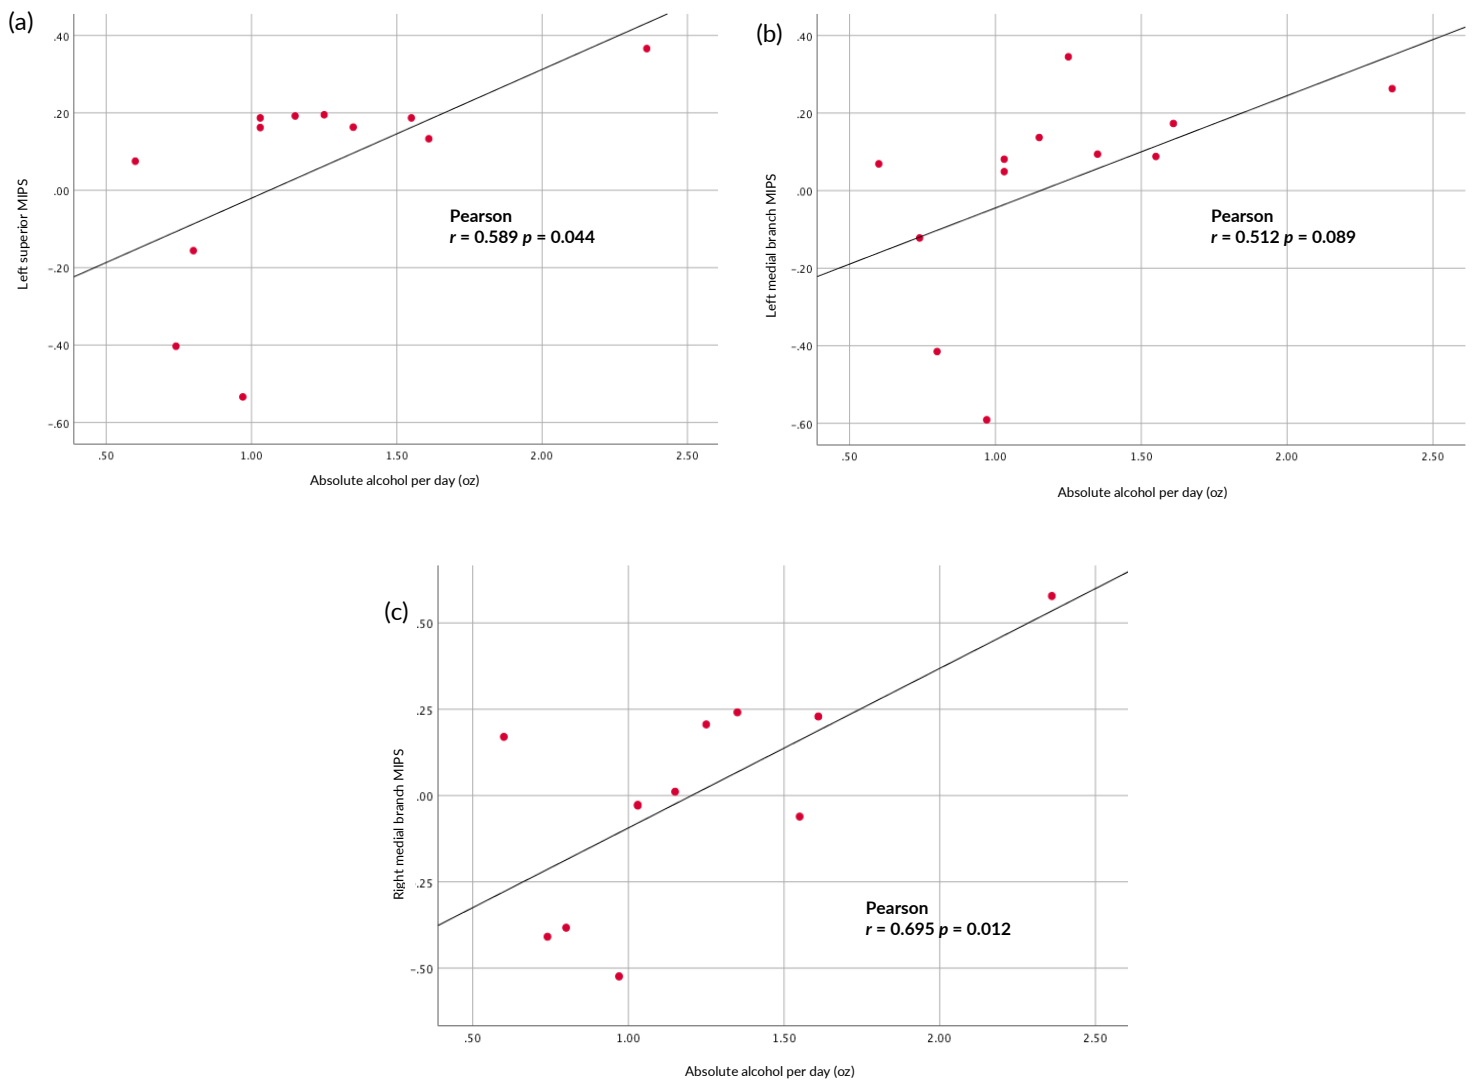 (a)
.40
.20
.00
-.20
-.40
-.60
Left superior MIPS
Pearson
r = 0.589 p = 0.044
.50 1.00 1.50 2.00 2.50
Absolute alcohol per day (oz)
(b)
.40
.20
.00
-.20
-.40
-.60
Left medial branch MIPS
Pearson
r = 0.512 p = 0.089
.50 1.00 1.50 2.00 2.50
Absolute alcohol per day (oz)
(c)
.50
.25
.00
.25
-.50
Right medial branch MIPS
Pearson
r = 0.695 p = 0.012
.50 1.00 1.50 2.00 2.50
Absolute alcohol per day (oz)